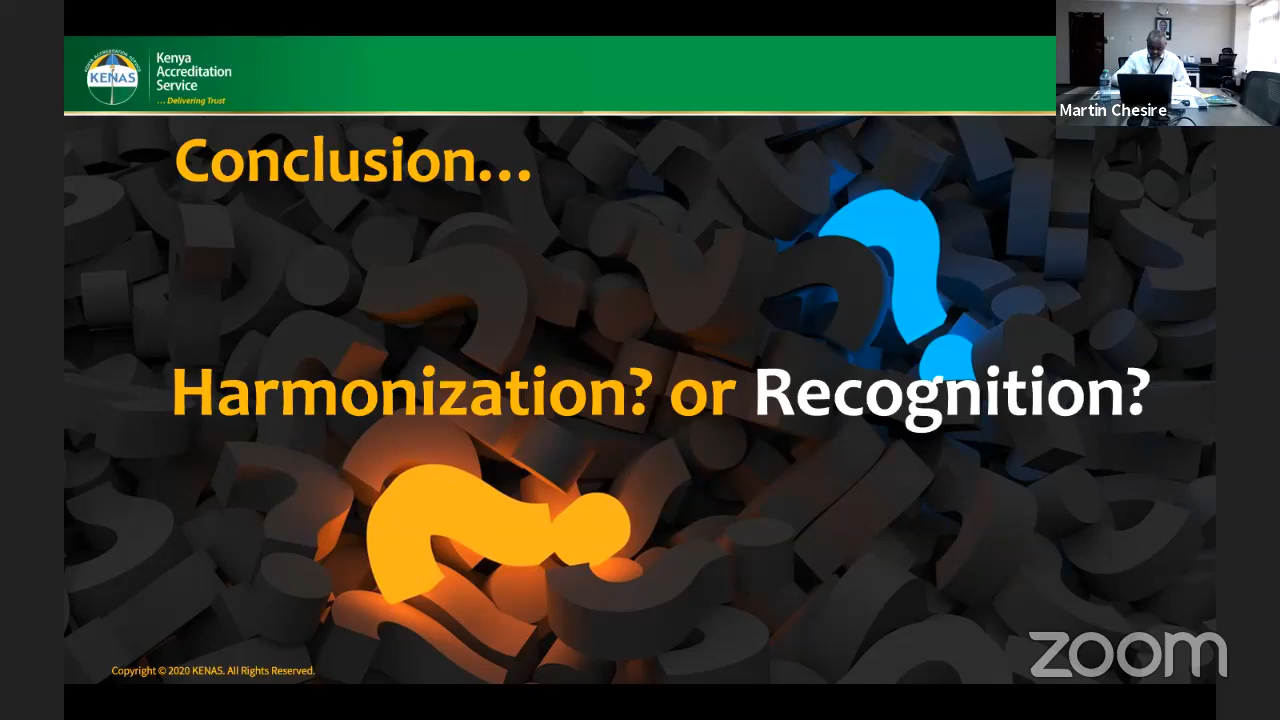 KENAS
Kenya
Accreditation
Service
... Delivering Trust
Martin Chesire
Conclusion...
Harmonization? or Recognition?
Copyright © 2020 KENAS. All Rights Reserved.
zoom